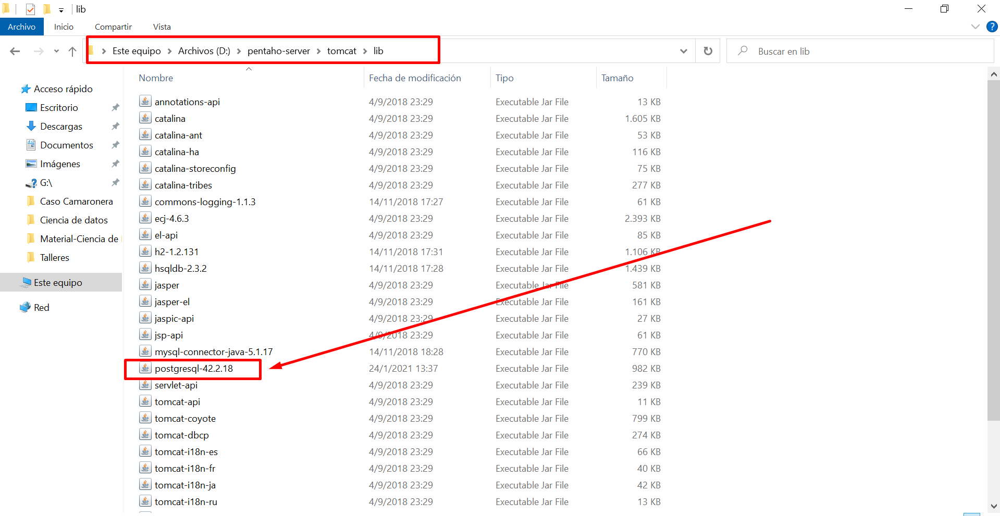 lib
Archivo Inicio Compartir Vista
Este equipo Archivos (D:) pentaho-server tomcat lib
Buscar en lib
Nombre Fecha de modificación Tipo Tamaño
Acceso rápido
Escritorio
Descargas
Documentos
Imágenes
G:\
Caso Camaronera
Ciencia de datos
Material-Ciencia de
Talleres
Este equipo
Red
annotations-api 4/9/2018 23:29 Executable Jar File 13 KB
catalina 4/9/2018 23:29 Executable Jar File 1.605 KB
catalina-ant 4/9/2018 23:29 Executable Jar File 53 KB
catalina-ha 4/9/2018 23:29 Executable Jar File 116 KB
catalina-storeconfig 4/9/2018 23:29 Executable Jar File 75 KB
catalina-tribes 4/9/2018 23:29 Executable Jar File 277 KB
commons-logging-1.1.3 14/11/2018 17:27 Executable Jar File 61 KB
ecj-4.6.3 4/9/2018 23:29 Executable Jar File 2.393 KB
el-api 4/9/2018 23:29 Executable Jar File 85 KB
h2-1.2.131 14/11/2018 17:31 Executable Jar File 1.106 KB
hsqldb-2.3.2 14/11/2018 17:28 Executable Jar File 1.439 KB
jasper 4/9/2018 23:29 Executable Jar File 581 KB
jasper-el 4/9/2018 23:29 Executable Jar File 161 KB
jaspic-api 4/9/2018 23:29 Executable Jar File 27 KB
jsp-api 4/9/2018 23:29 Executable Jar File 61 KB
mysql-connector-java-5.1.17 14/11/2018 18:28 Executable Jar File 770 KB
postgresql-42.2.18 24/1/2021 13:37 Executable Jar File 982 KB
servlet-api 4/9/2018 23:29 Executable Jar File 239 KB
tomcat-api 4/9/2018 23:29 Executable Jar File 11 KB
tomcat-coyote 4/9/2018 23:29 Executable Jar File 799 KB
tomcat-dbcp 4/9/2018 23:29 Executable Jar File 274 KB
tomcat-i18n-es 4/9/2018 23:29 Executable Jar File 66 KB
tomcat-i18n-fr 4/9/2018 23:29 Executable Jar File 40 KB
tomcat-i18n-ja 4/9/2018 23:29 Executable Jar File 42 KB
tomcat-i18n-ru 4/9/2018 23:29 Executable Jar File 13 KB